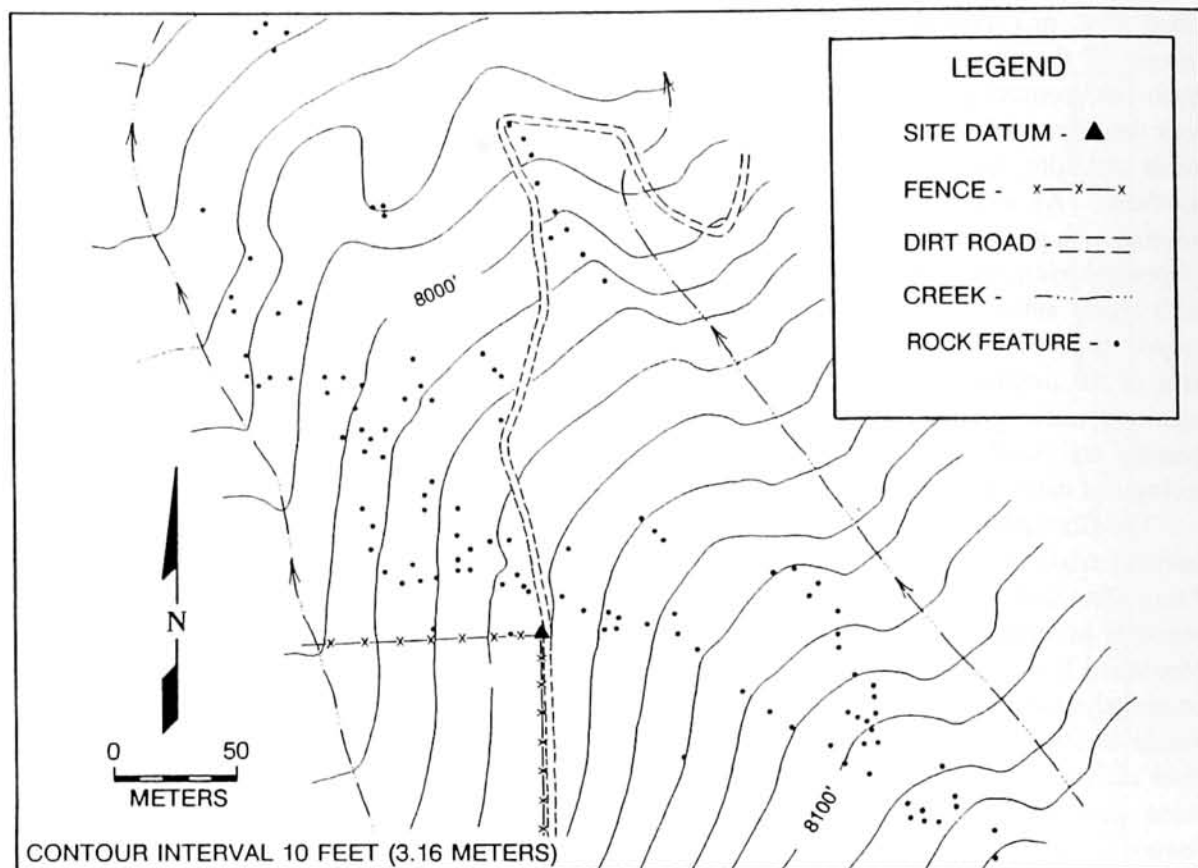 LEGEND
SITE DATUM -
FENCE - x—x—x
DIRT ROAD -
CREEK -
ROCK FEATURE -
8000'
N
0 50
METERS
8100'
CONTOUR INTERVAL 10 FEET (3.16 METERS)